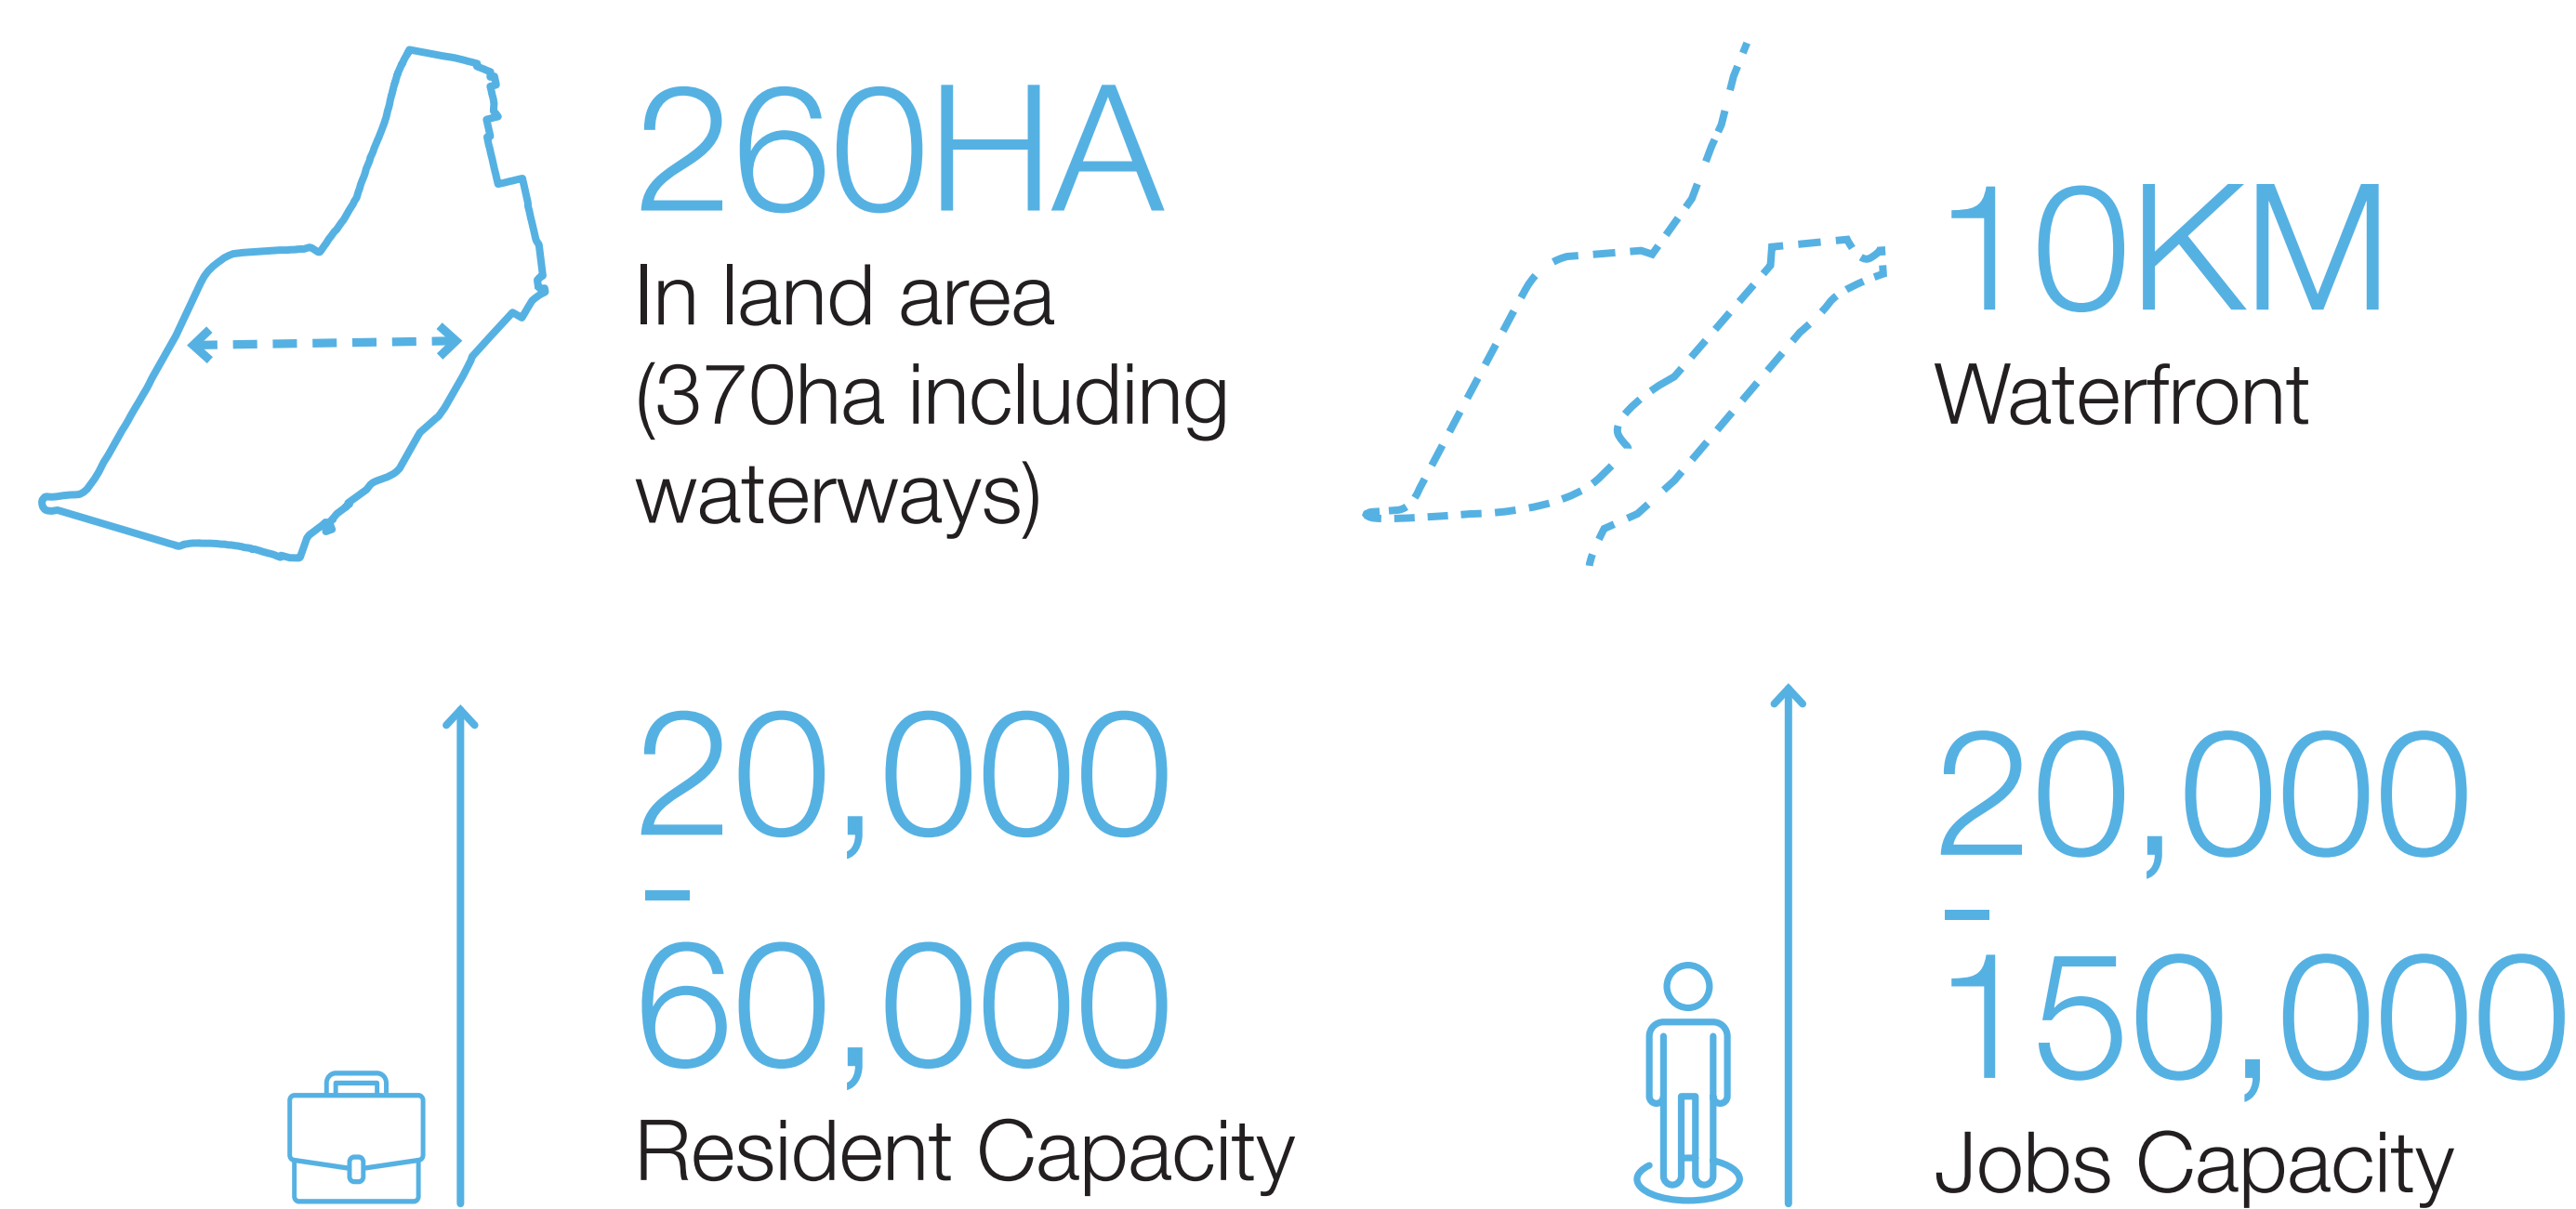 260HA
In land area
(370ha including
waterways)
10KM
Waterfront
20,000
-
60,000
Resident Capacity
20,000
-
150,000
Jobs Capacity